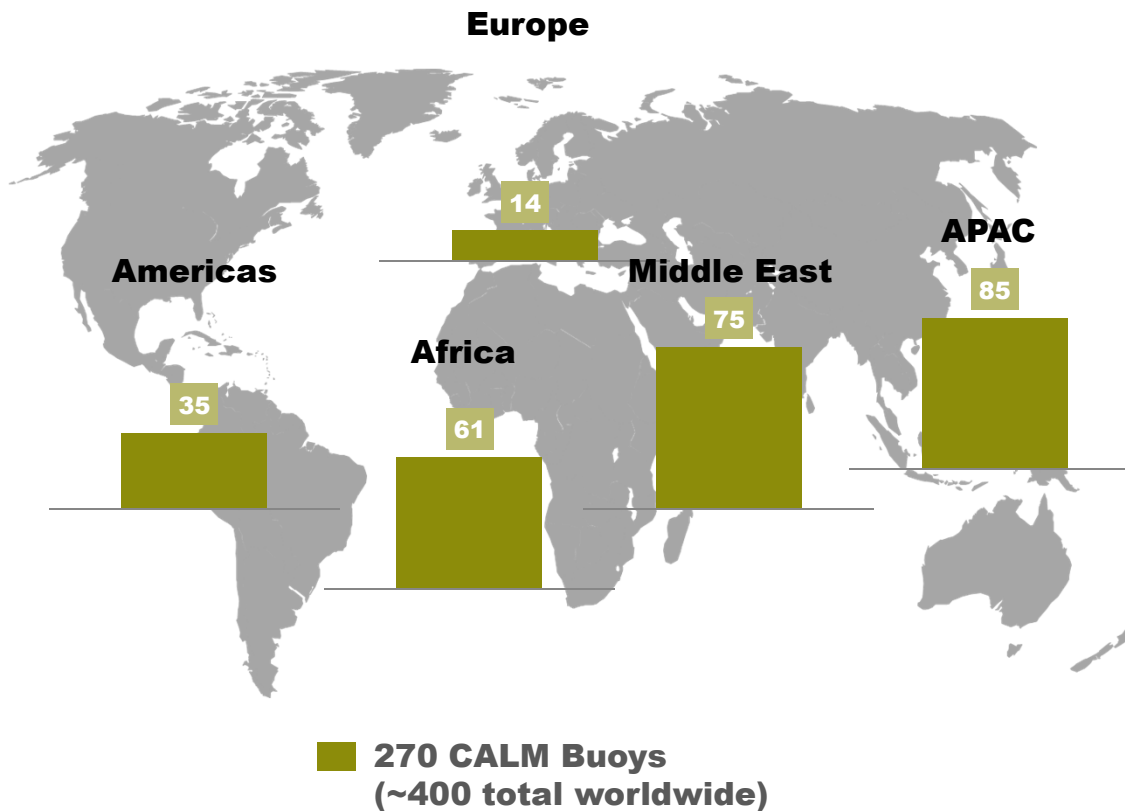 Europe
14
APAC
85
Americas
35
Middle East
75
Africa
61
270 CALM Buoys
(~400 total worldwide)